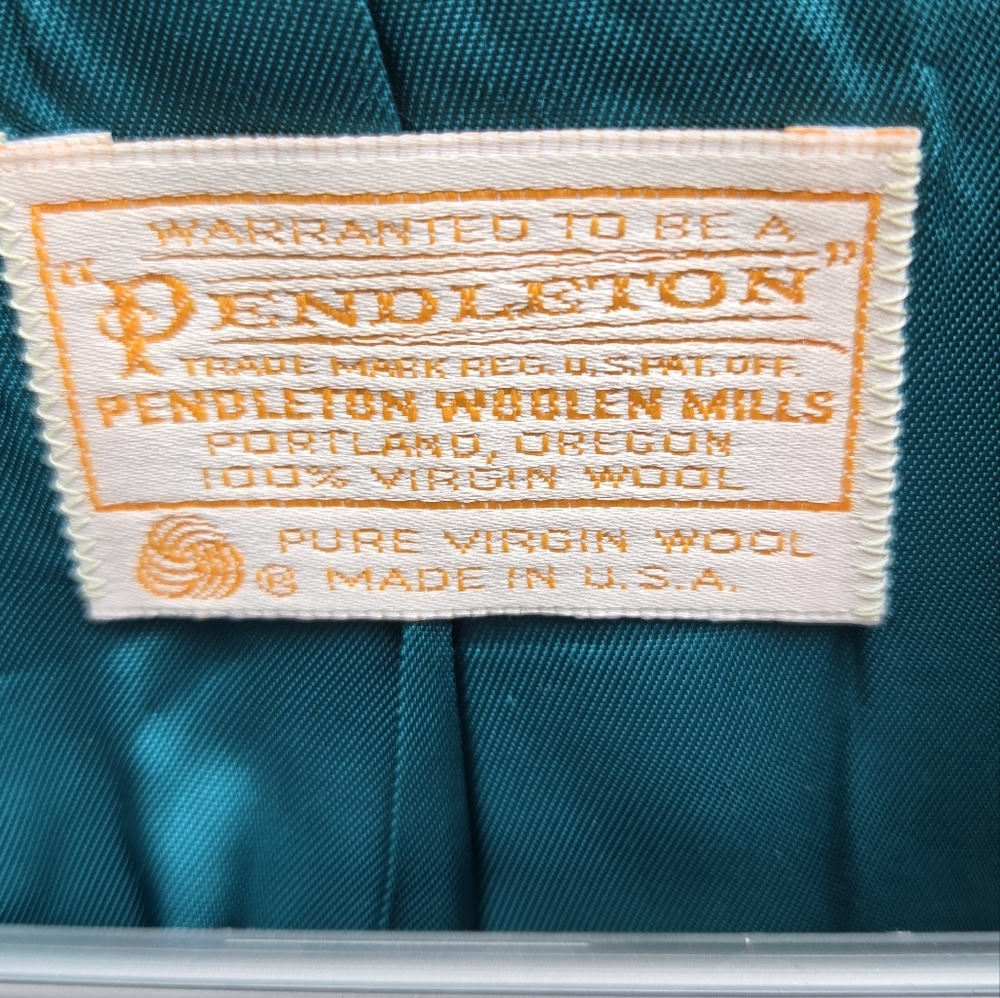 WARRANTED TO BE A
"PENDLETON"
TRADE MARK REG. U.S.PAT. OFF.
PENDLETON WOOLEN MILLS
PORTLAND, OREGON
100% VIRGIN WOOL
PURE VIRGIN WOOL
® MADE IN U.S.A.